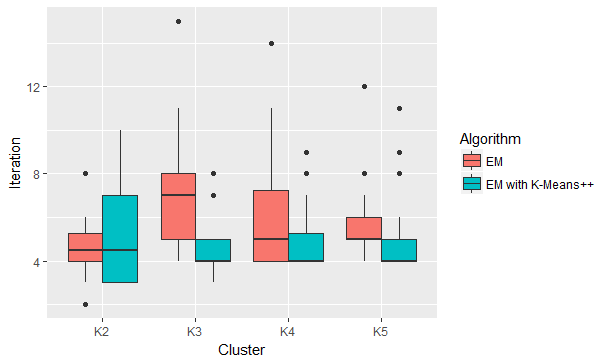 Iteration
12
8
4
K2 K3 K4 K5
Cluster
Algorithm
EM
EM with K-Means++